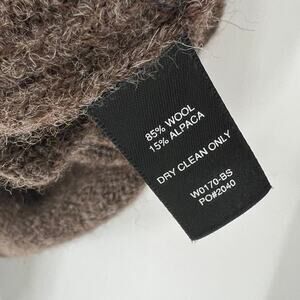 85% WOOL
15% ALPACA
DRY CLEAN ONLY
W0170-BS
PO#2040